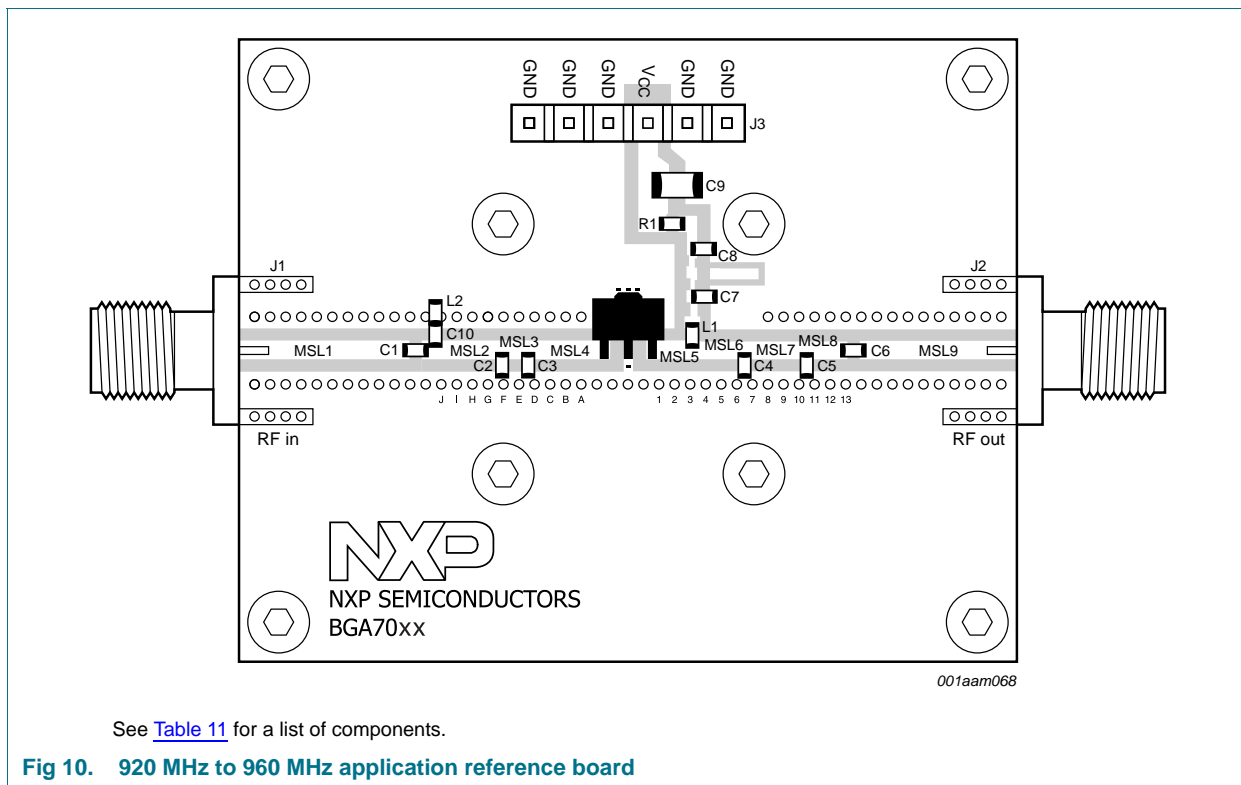 GND GND GND VCC GND GND
J3
C9
R1
C8
J1
J2
C7
L2
L1
C10
MSL1 C1 MSL2 MSL3 MSL4 MSL5 MSL6 MSL7 MSL8 C6 MSL9
C2 C3 C4 C5
J I H G F E D C B A 1 2 3 4 5 6 7 8 9 10 11 12 13
RF in
RF out
NXP
NXP SEMICONDUCTORS
BGA70xx
001aam068
See Table 11 for a list of components.
Fig 10. 920 MHz to 960 MHz application reference board